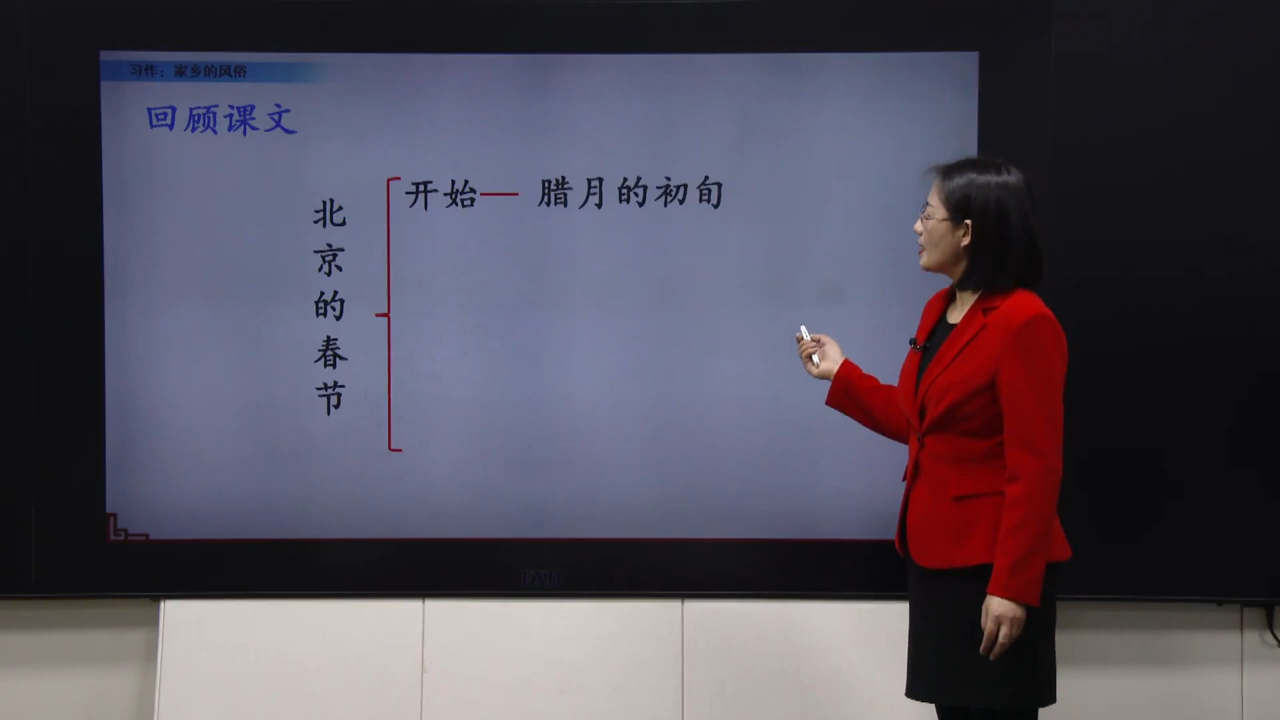 习作：家乡的风俗
回顾课文
开始— 腊月的初旬
北京的春节